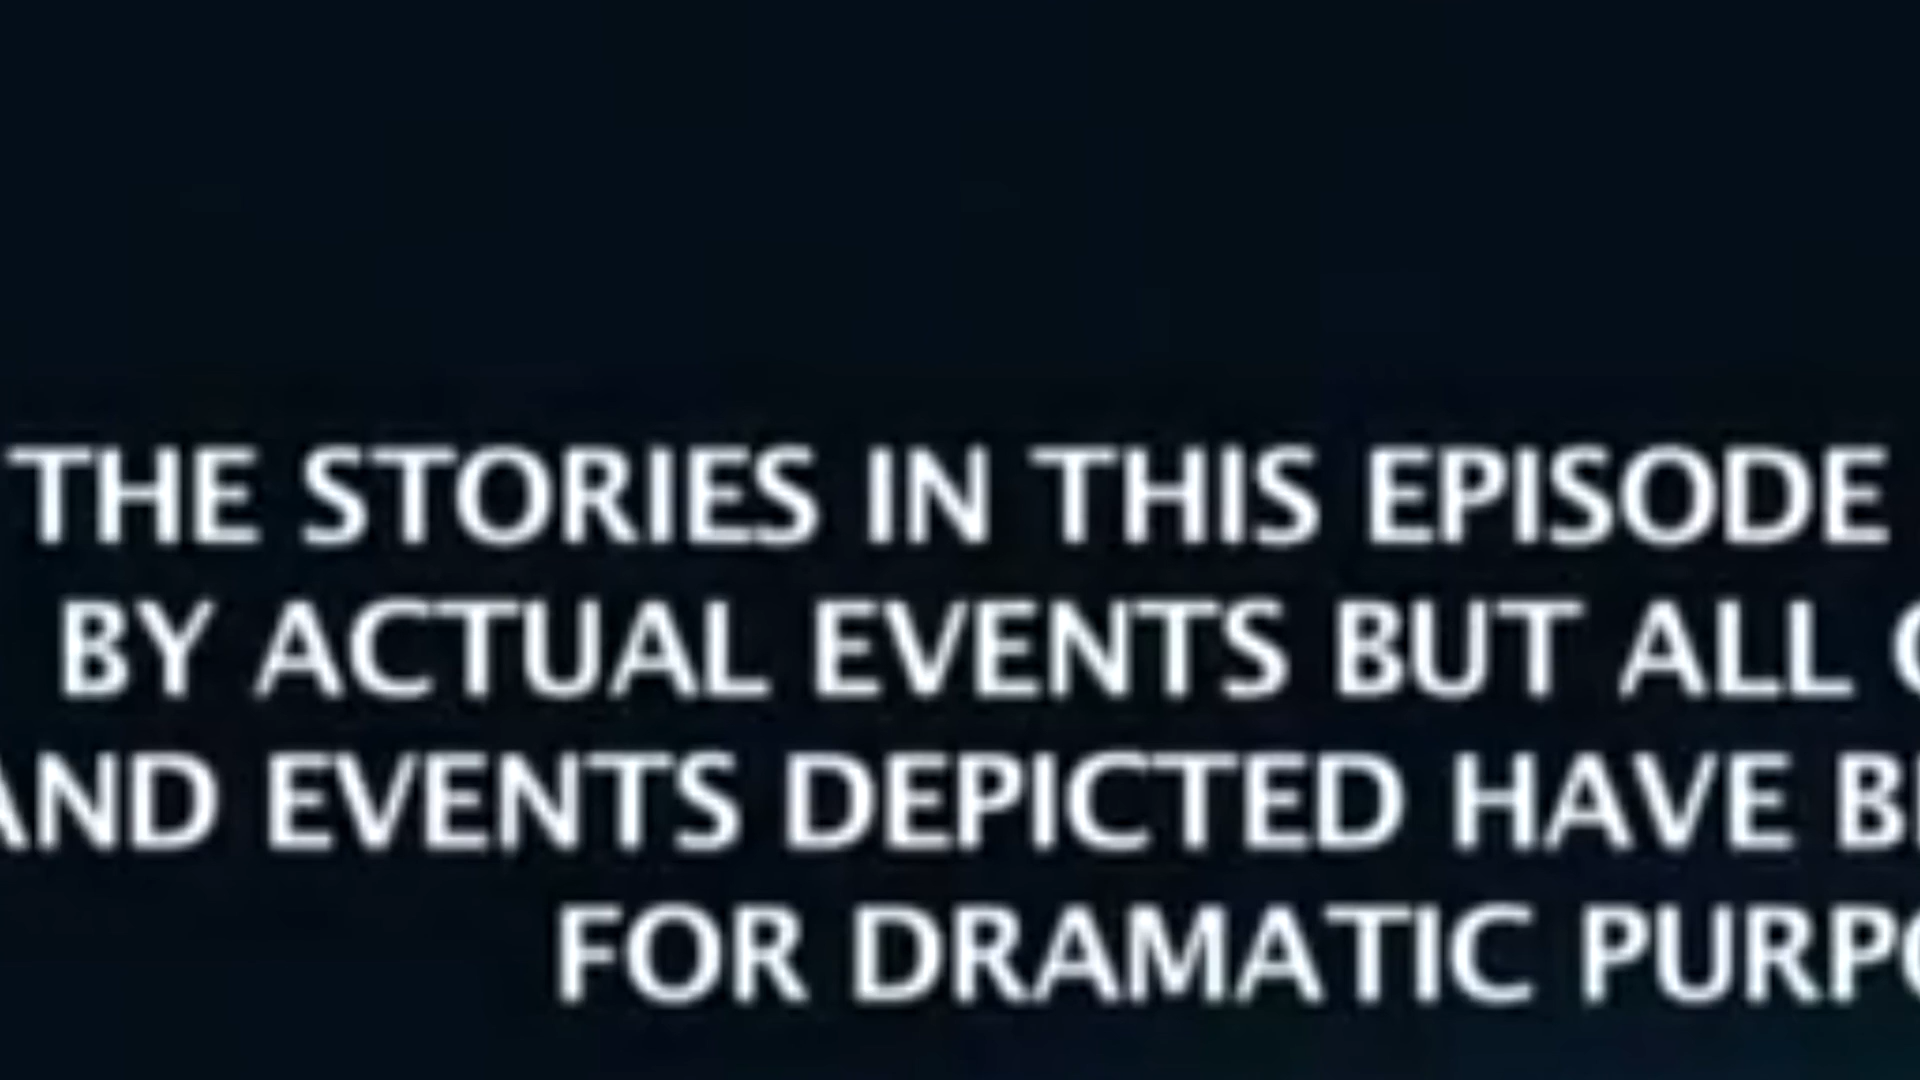 THE STORIES IN THIS EPISODE
BY ACTUAL EVENTS BUT ALL
AND EVENTS DEPICTED HAVE
FOR DRAMATIC